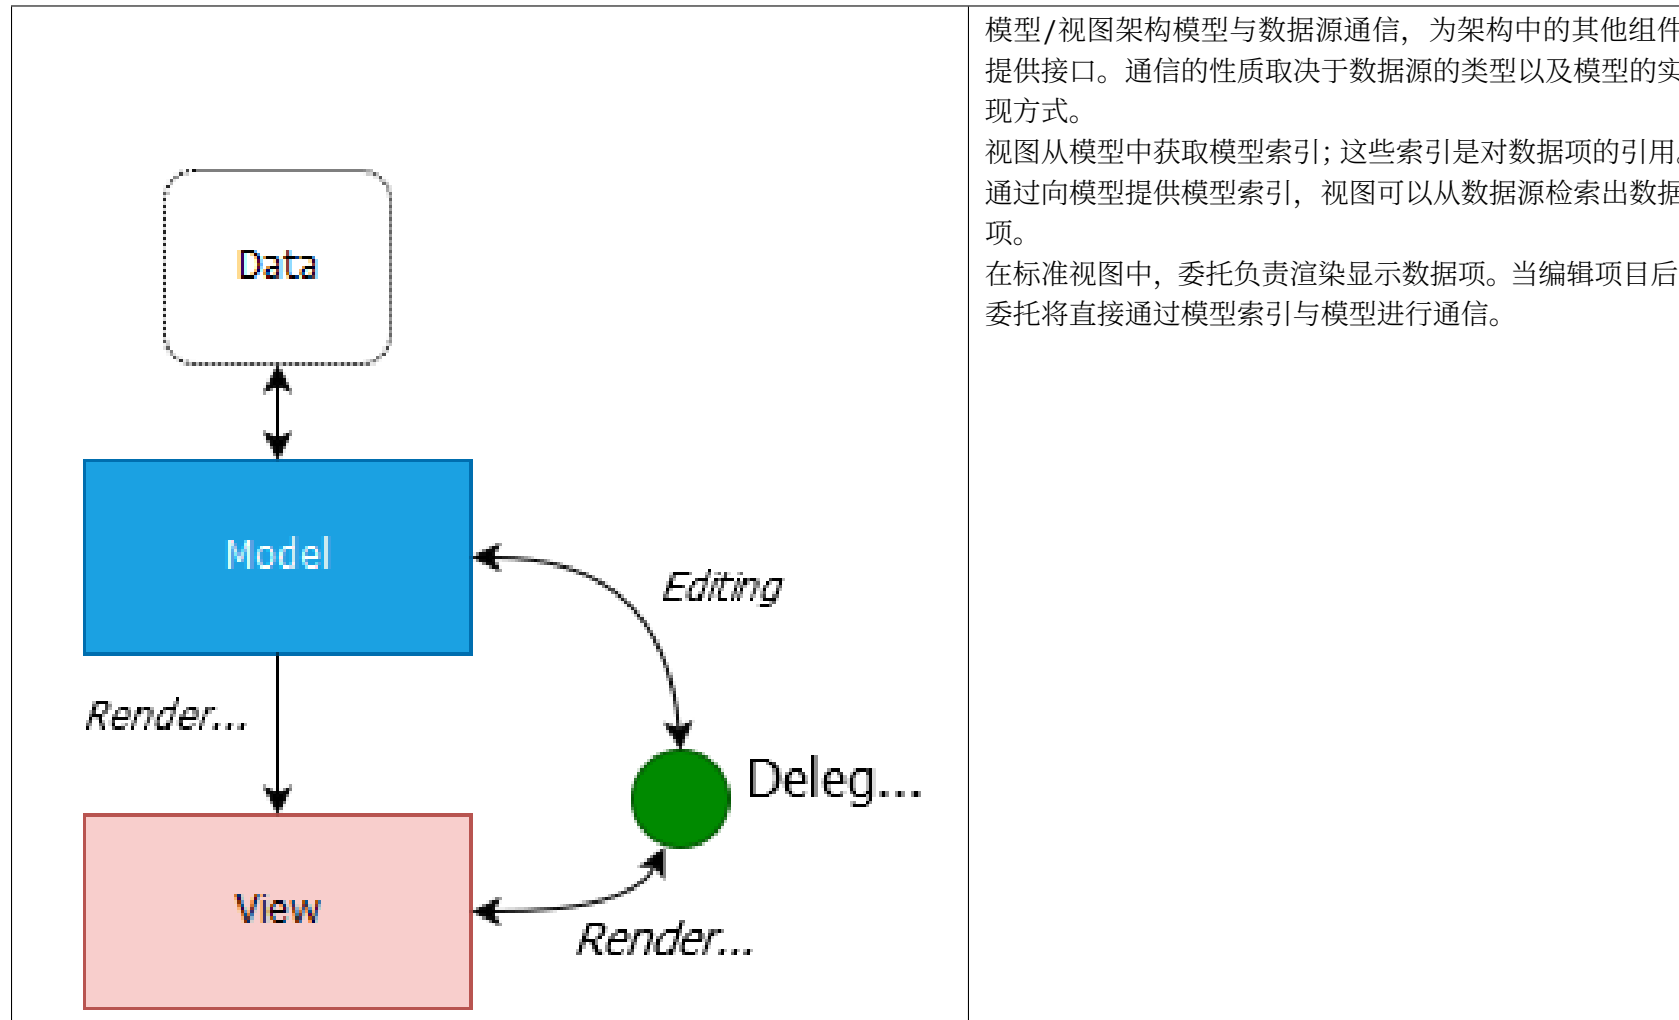 Data
Model
Editing
Render...
Deleg...
View
Render...
模型/视图架构模型与数据源通信，为架构中的其他组件
提供接口。通信的性质取决于数据源的类型以及模型的实
现方式。
视图从模型中获取模型索引；这些索引是对数据项的引用。
通过向模型提供模型索引，视图可以从数据源检索出数据
项。
在标准视图中，委托负责渲染显示数据项。当编辑项目后
委托将直接通过模型索引与模型进行通信。